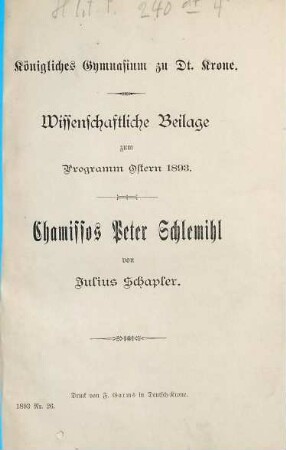 Königliches Gymnasium zu Dt. Krone.
Wissenschaftliche Beilage
zum
Programm Ostern 1893.
Chamissos Peter Schlemihl
von
Julius Schapler.
Druck von F. Garms in Deutsch-Krone.
1893 Nr. 26.